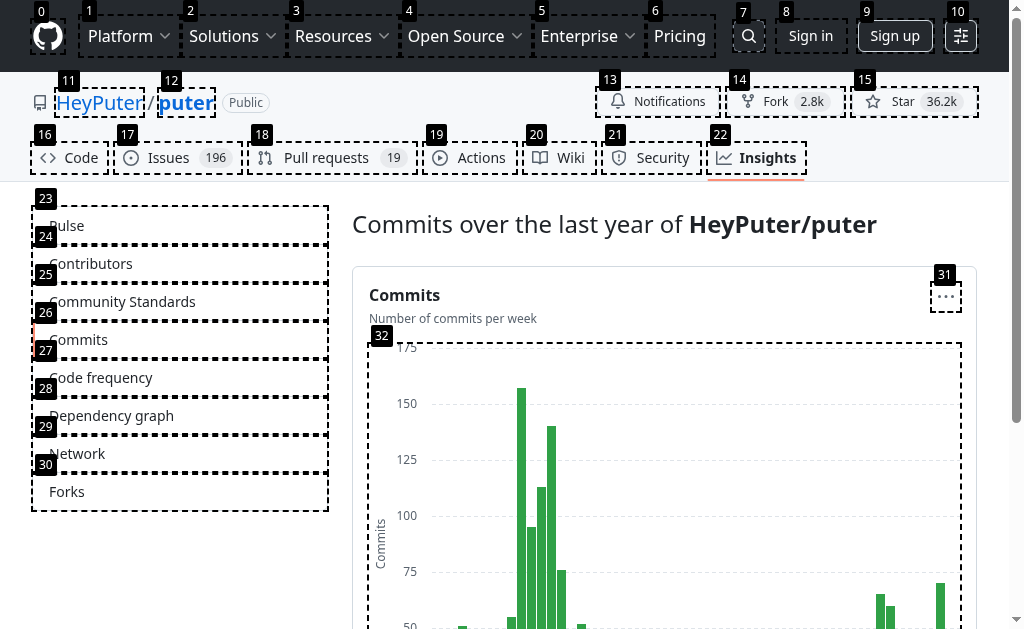 0 1 2 3 4 5 6 7 8 9 10
Platform Solutions Resources Open Source Enterprise Pricing Sign in Sign up
11 12 13 14 15
HeyPuter / puter Public Notifications Fork 2.8k Star 36.2k
16 17 18 19 20 21 22
Code Issues 196 Pull requests 19 Actions Wiki Security Insights
23
Pulse
24
Contributors
25
Community Standards
26
Commits
27
Code frequency
28
Dependency graph
29
Network
30
Forks
Commits over the last year of HeyPuter/puter
31
Commits
Number of commits per week
32
175
150
125
100
75
50
Commits